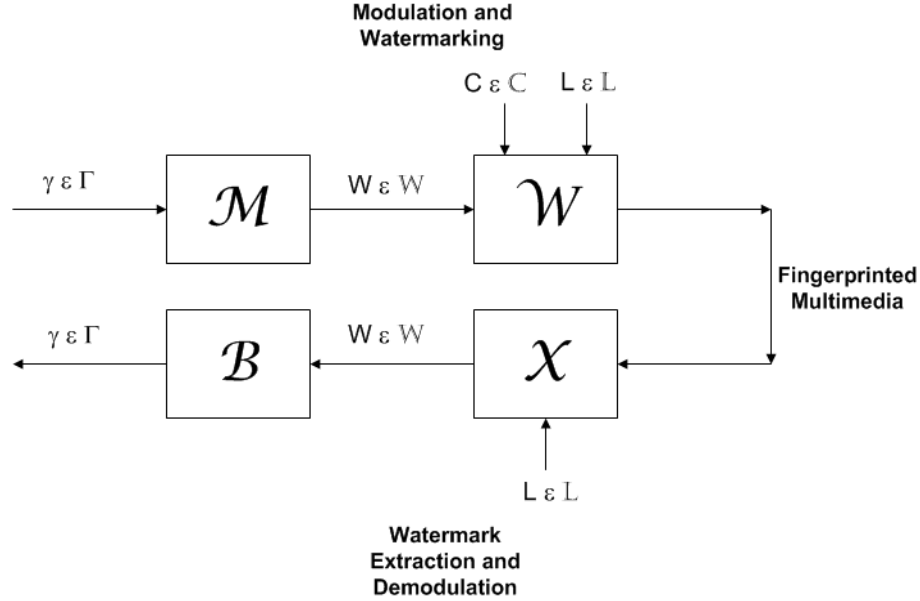 Modulation and
Watermarking
C ε ℂ
L ε 𝕃
γ ε Γ
ℳ
W ε 𝕎
𝒲
Fingerprinted
Multimedia
γ ε Γ
ℬ
W ε 𝕎
𝒳
L ε 𝕃
Watermark
Extraction and
Demodulation